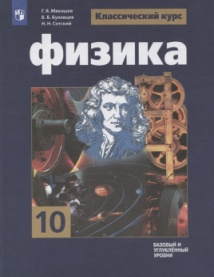 Г. Я. Мякишев
Б. Б. Буховцев
Н. Н. Сотский
Классический курс
физика
10
БАЗОВЫЙ И
УГЛУБЛЁННЫЙ
УРОВНИ